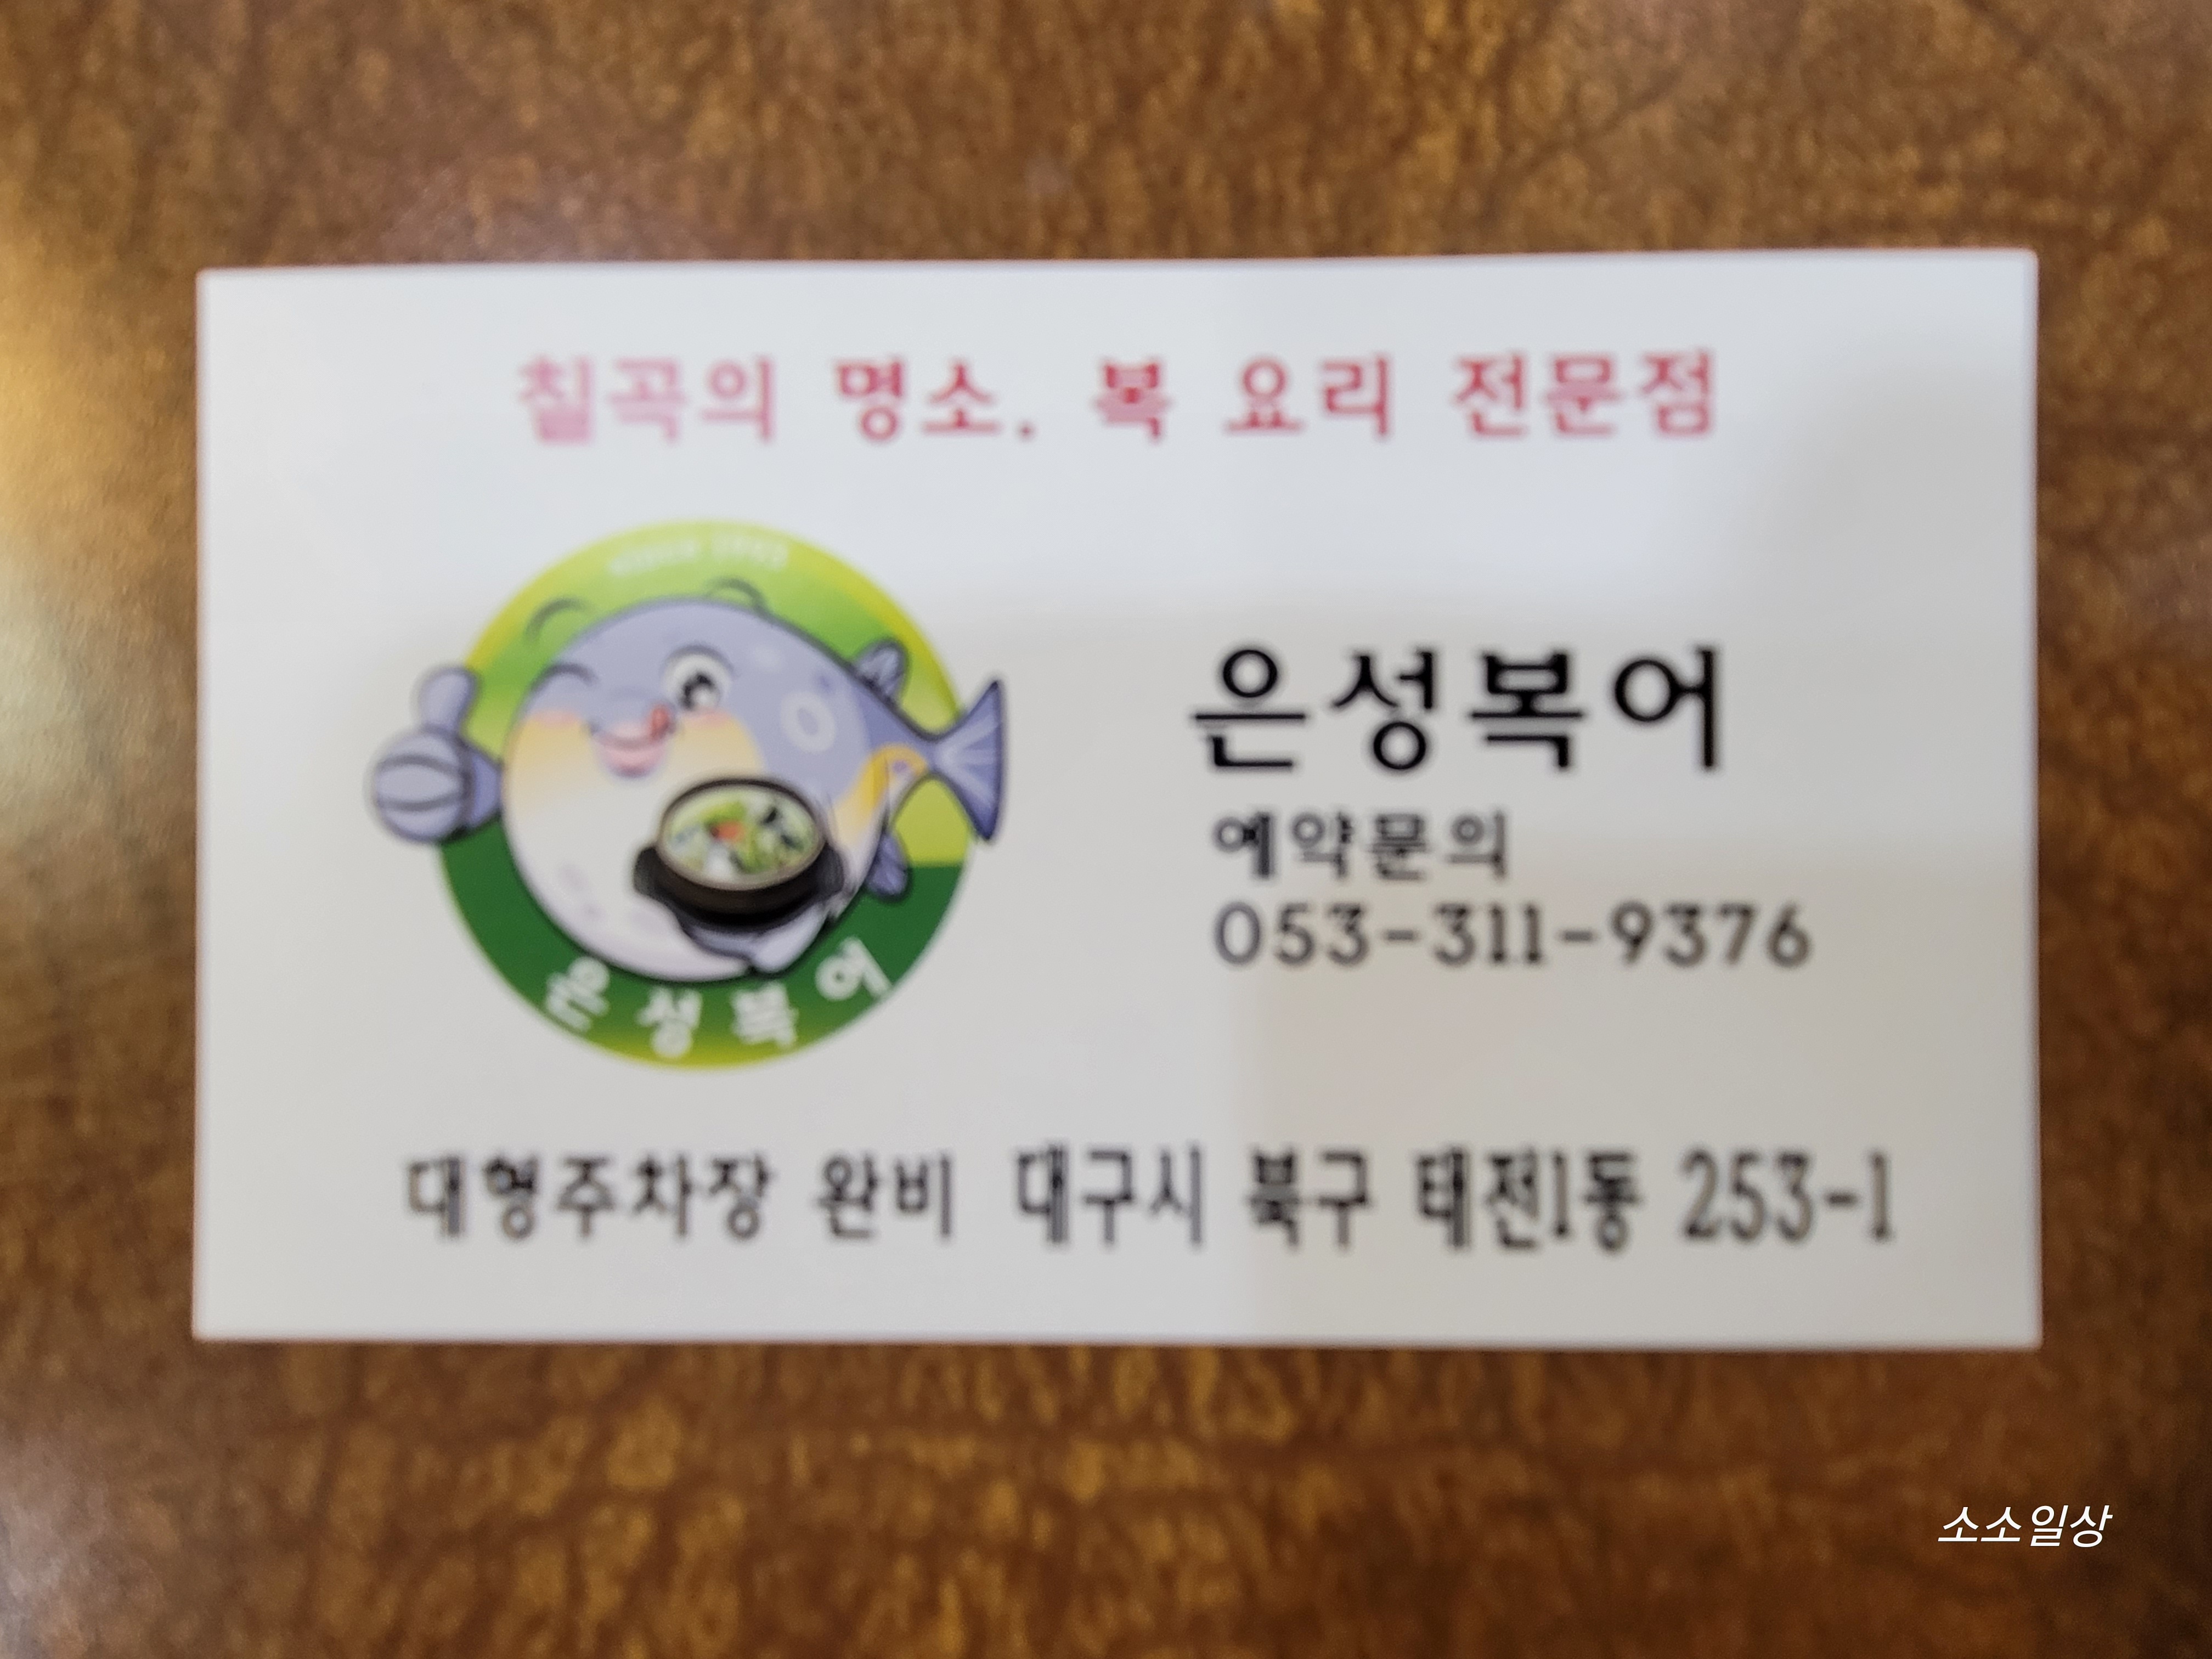 칠곡의 명소. 복 요리 전문점
은성복어
예약문의
053-311-9376
은성복어
대형주차장 완비 대구시 북구 태전1동 253-1
소소일상